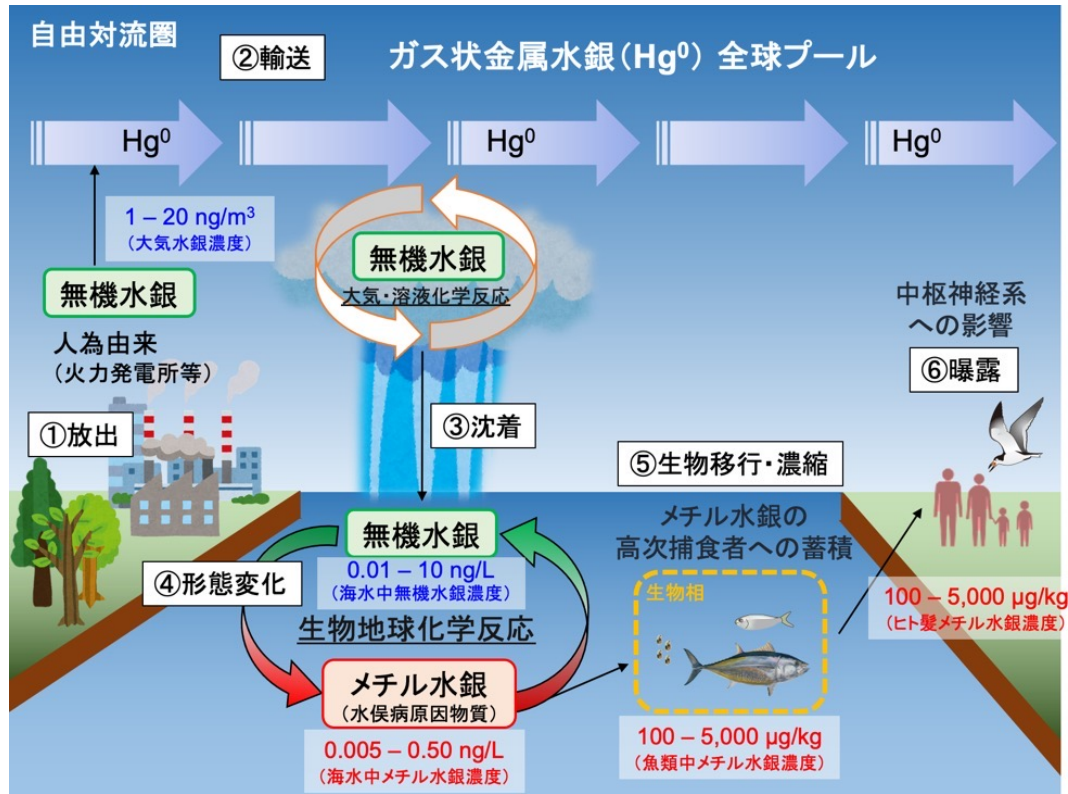 自由対流圏
②輸送
ガス状金属水銀(Hg⁰) 全球プール
Hg⁰
Hg⁰
Hg⁰
1 – 20 ng/m³
(大気水銀濃度)
無機水銀
人為由来
(火力発電所等)
①放出
無機水銀
大気・溶液化学反応
③沈着
中枢神経系
への影響
⑥曝露
⑤生物移行・濃縮
メチル水銀の
高次捕食者への蓄積
生物相
無機水銀
0.01 – 10 ng/L
(海水中無機水銀濃度)
④形態変化
生物地球化学反応
メチル水銀
(水俣病原因物質)
0.005 – 0.50 ng/L
(海水中メチル水銀濃度)
100 – 5,000 μg/kg
(魚類中メチル水銀濃度)
100 – 5,000 μg/kg
(ヒト髪メチル水銀濃度)